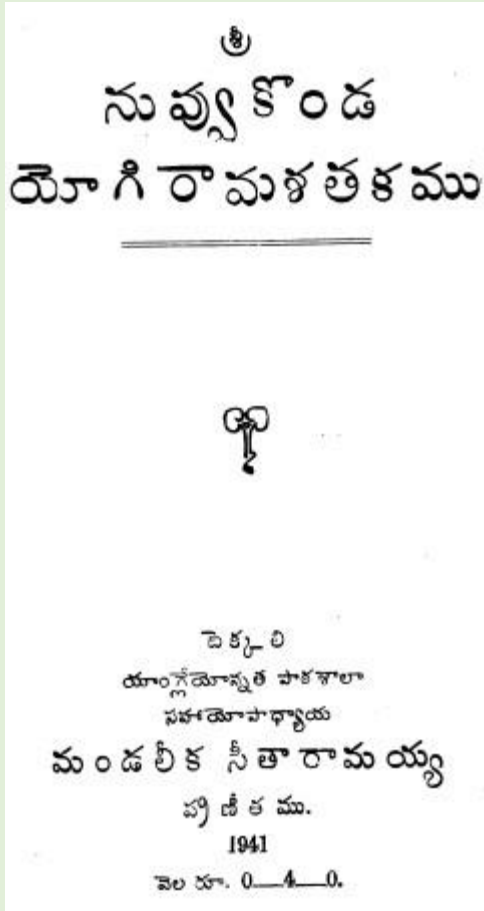 శ్రీ
నువ్వుకొండ
యోగిరామశతకము
టెక్కలి
యాంగ్లేయోన్నత పాఠశాలా
సహాయోపాధ్యాయ
మండలీక సీతారామయ్య
ప్రణీతము.
1941
వెల రూ. 0—4—0.